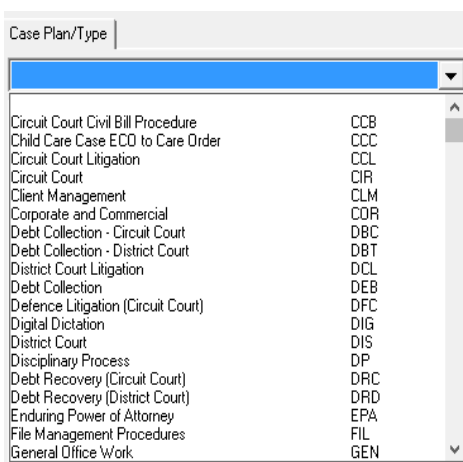 Case Plan/Type
Circuit Court Civil Bill Procedure CCB
Child Care Case ECO to Care Order CCC
Circuit Court Litigation CCL
Circuit Court CIR
Client Management CLM
Corporate and Commercial COR
Debt Collection - Circuit Court DBC
Debt Collection - District Court DBT
District Court Litigation DCL
Debt Collection DEB
Defence Litigation (Circuit Court) DFC
Digital Dictation DIG
District Court DIS
Disciplinary Process DP
Debt Recovery (Circuit Court) DRC
Debt Recovery (District Court) DRD
Enduring Power of Attorney EPA
File Management Procedures FIL
General Office Work GEN